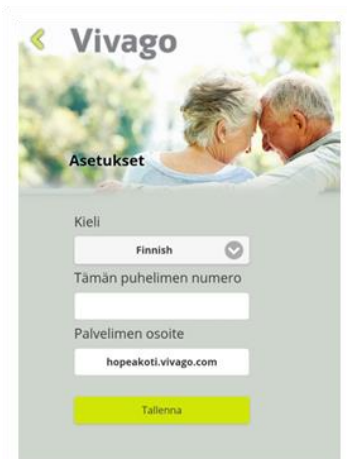 Vivago
Asetukset
Kieli
Finnish
Tämän puhelimen numero
Palvelimen osoite
hopeakoti.vivago.com
Tallenna